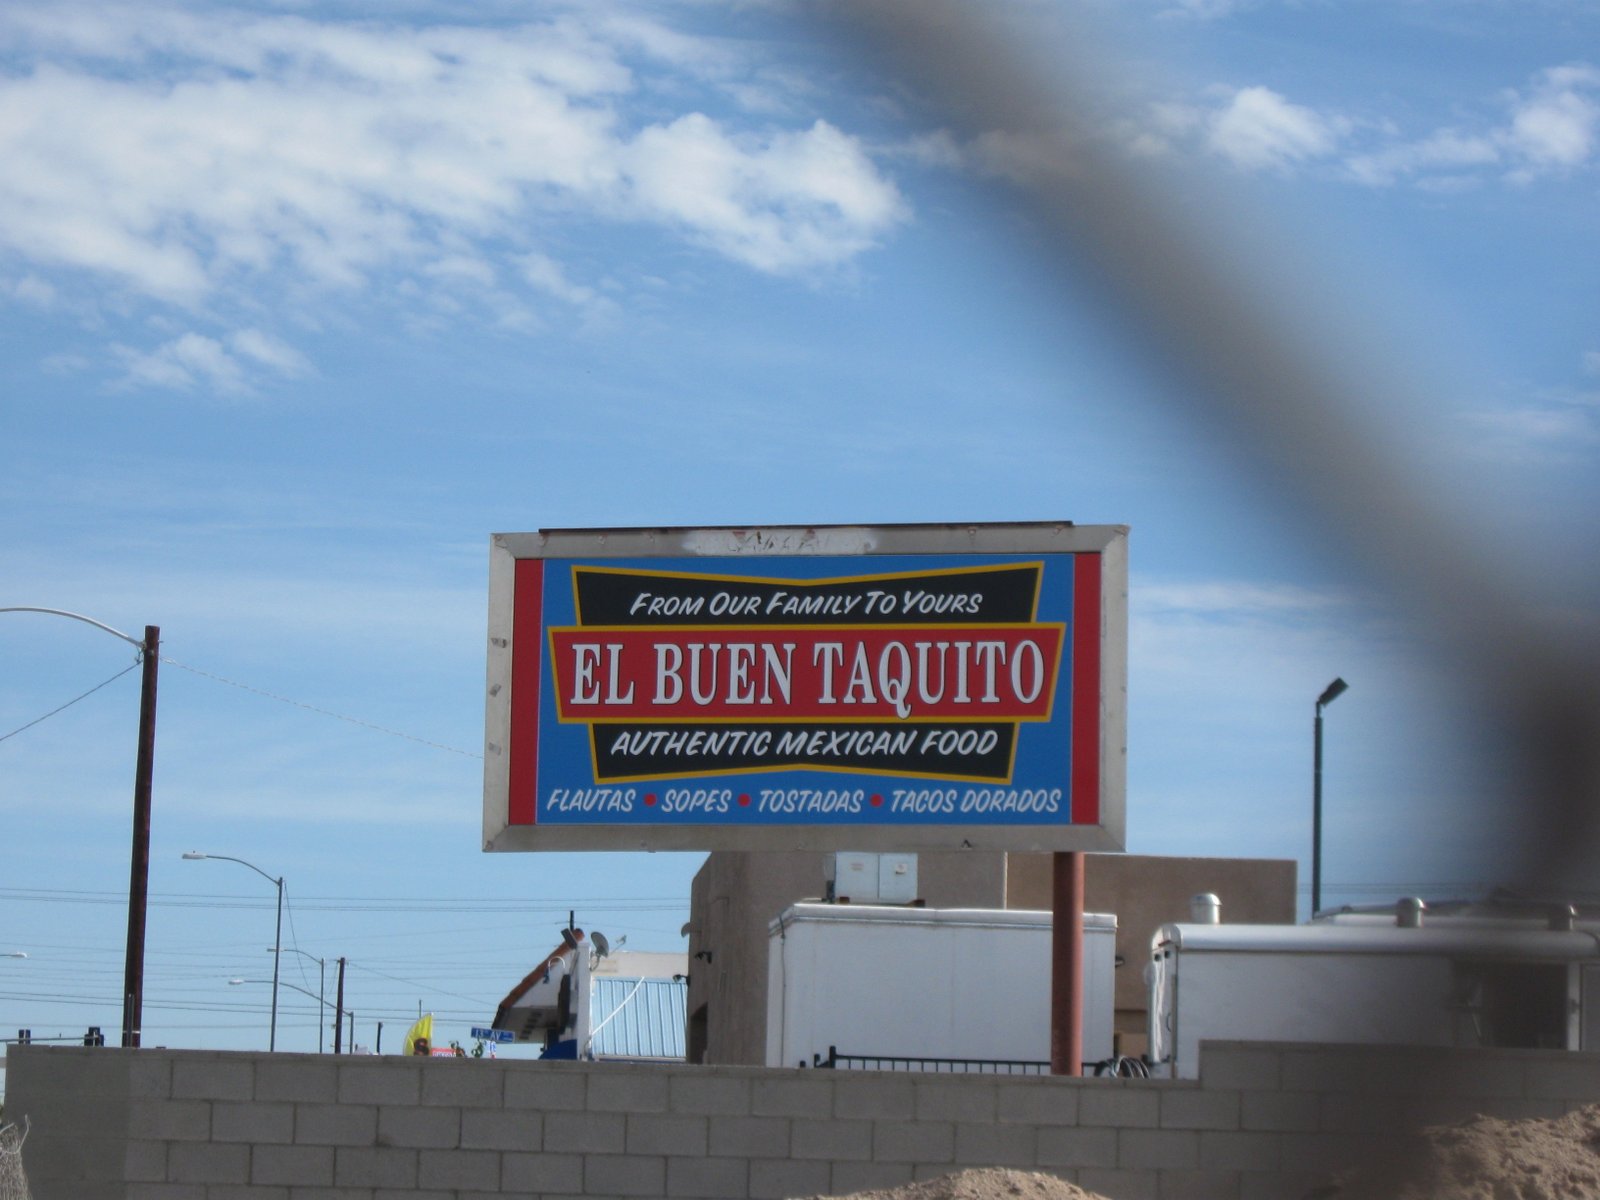 From Our Family To Yours
EL BUEN TAQUITO
AUTHENTIC MEXICAN FOOD
FLAUTAS • SOPES • TOSTADAS • TACOS DORADOS